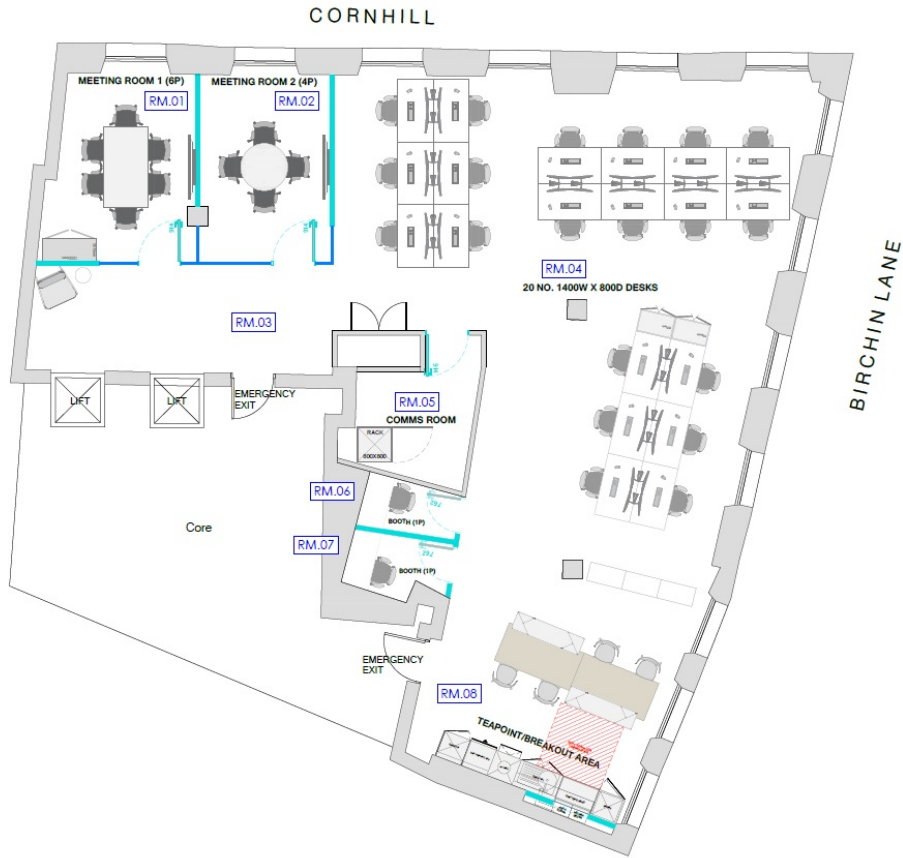 CORNHILL
MEETING ROOM 1 (6P)
MEETING ROOM 2 (4P)
RM.01
RM.02
BIRCHIN LANE
RM.04
20 NO. 1400W X 800D DESKS
RM.03
LIFT
LIFT
EMERGENCY
EXIT
RM.05
COMMS ROOM
RACK
RM.06
BOOTH (1P)
Core
RM.07
BOOTH (1P)
EMERGENCY
EXIT
RM.08
TEAPOINT/BREAKOUT AREA